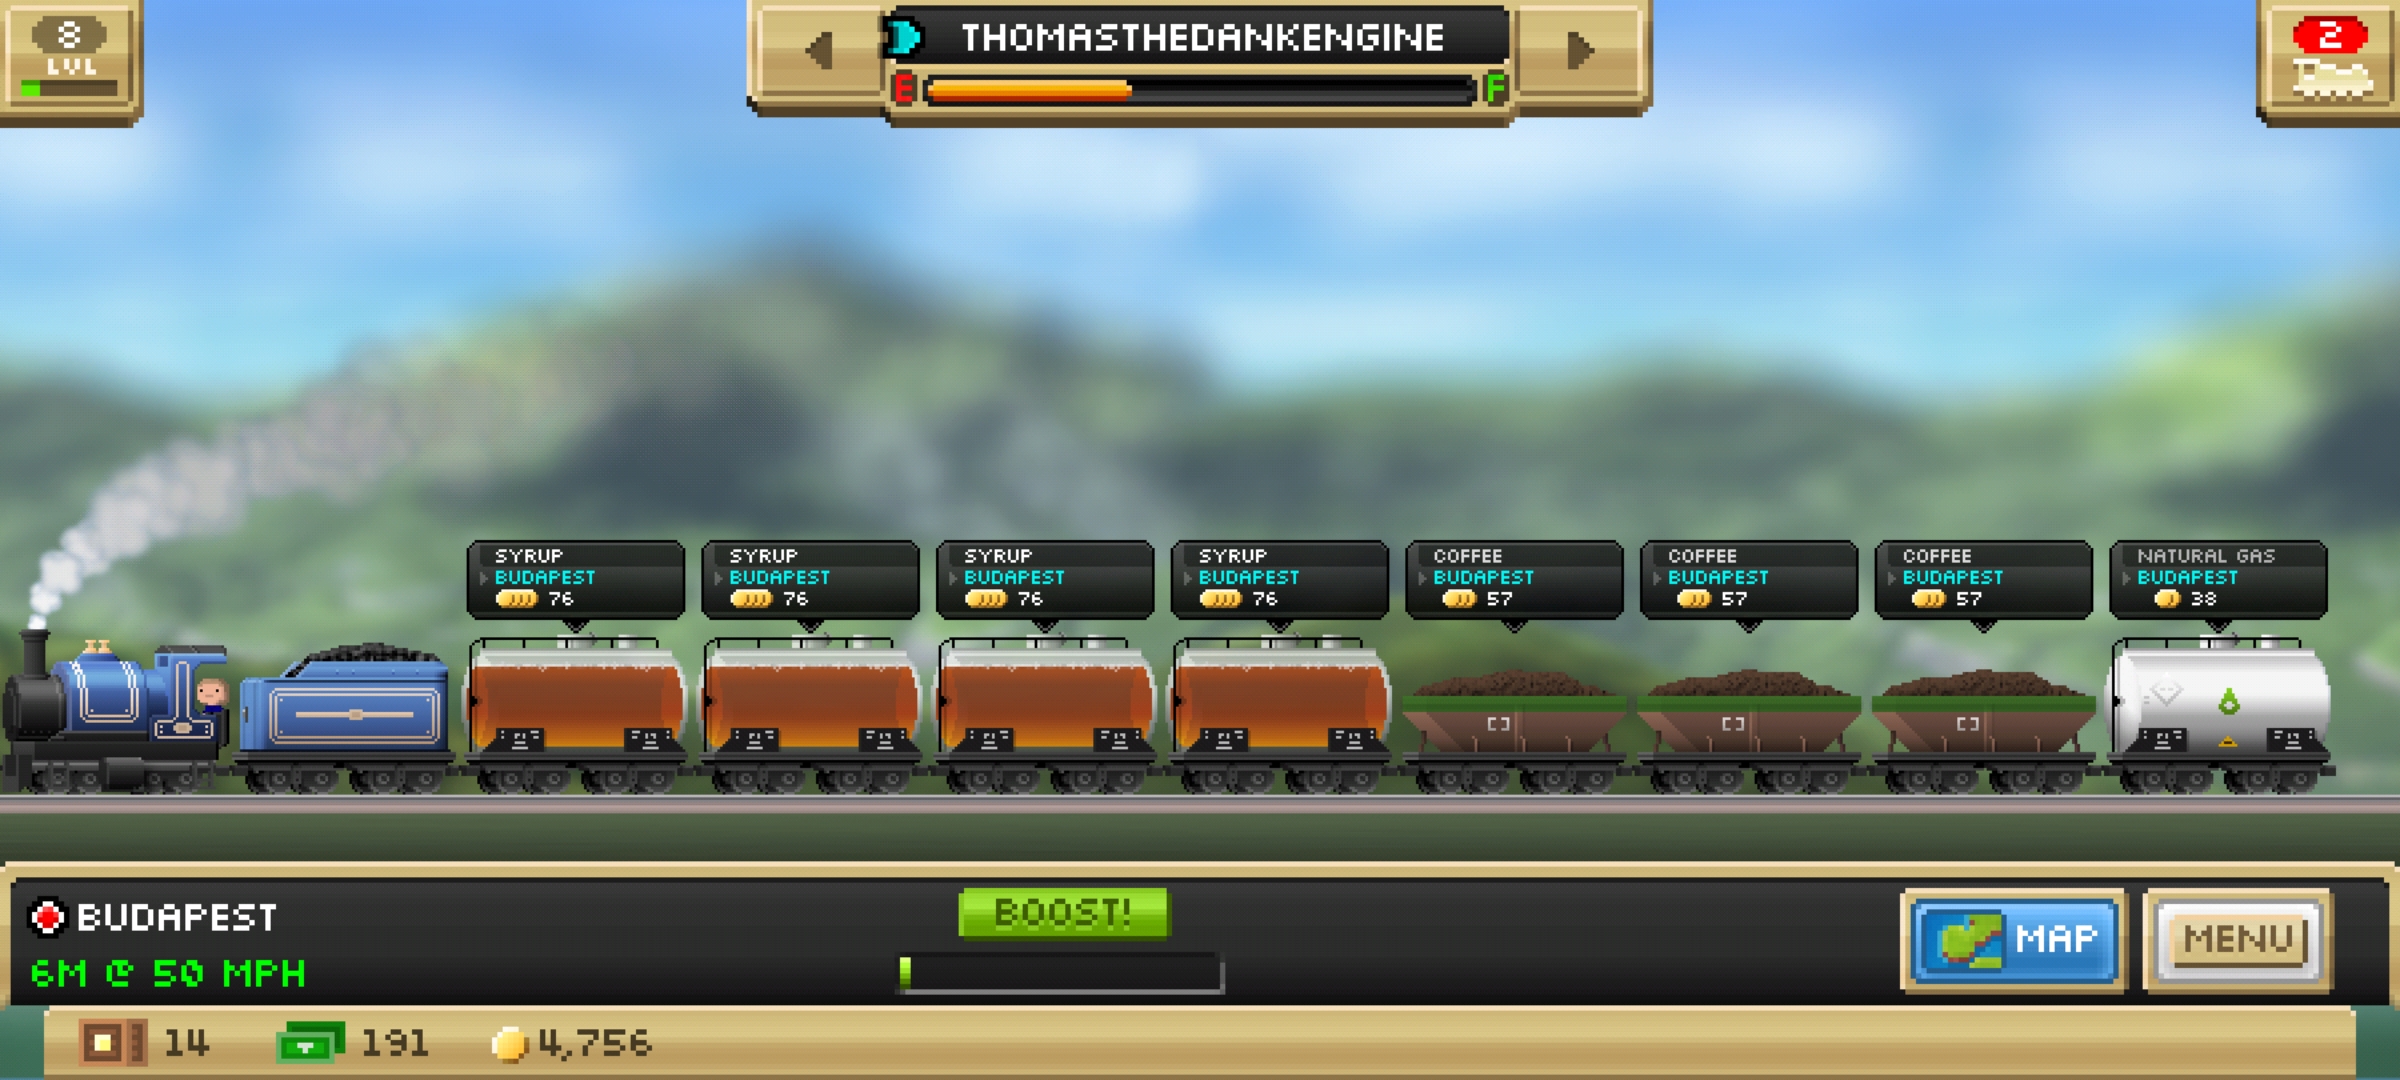 8
LVL
THOMASTHEDANKENGINE
E F
2
SYRUP
BUDAPEST
76
SYRUP
BUDAPEST
76
SYRUP
BUDAPEST
76
SYRUP
BUDAPEST
76
COFFEE
BUDAPEST
57
COFFEE
BUDAPEST
57
COFFEE
BUDAPEST
57
NATURAL GAS
BUDAPEST
38
BUDAPEST
6M @ 50 MPH
BOOST!
MAP
MENU
14
191
4,756